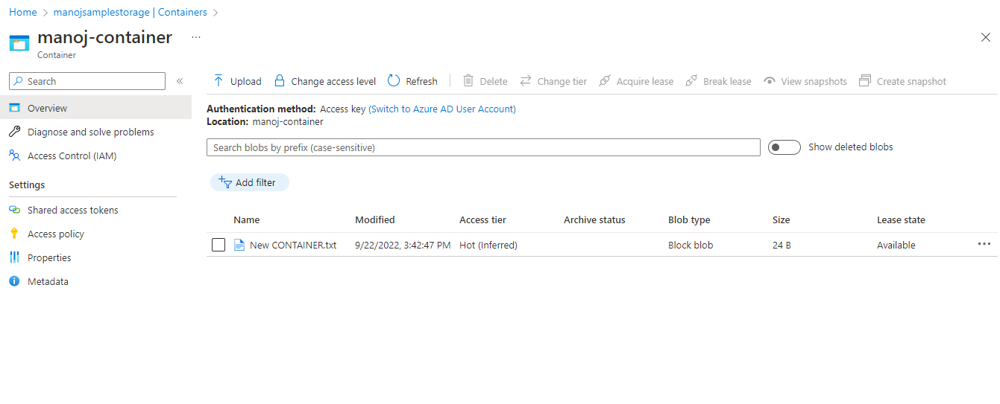 Home > manojsamplestorage | Containers >
manoj-container ...
Container
Search «
Overview
Diagnose and solve problems
Access Control (IAM)
Settings
Shared access tokens
Access policy
Properties
Metadata
Upload Change access level Refresh Delete Change tier Acquire lease Break lease View snapshots Create snapshot
Authentication method: Access key (Switch to Azure AD User Account)
Location: manoj-container
Search blobs by prefix (case-sensitive) Show deleted blobs
Add filter
Name Modified Access tier Archive status Blob type Size Lease state
New CONTAINER.txt 9/22/2022, 3:42:47 PM Hot (Inferred) Block blob 24 B Available ...